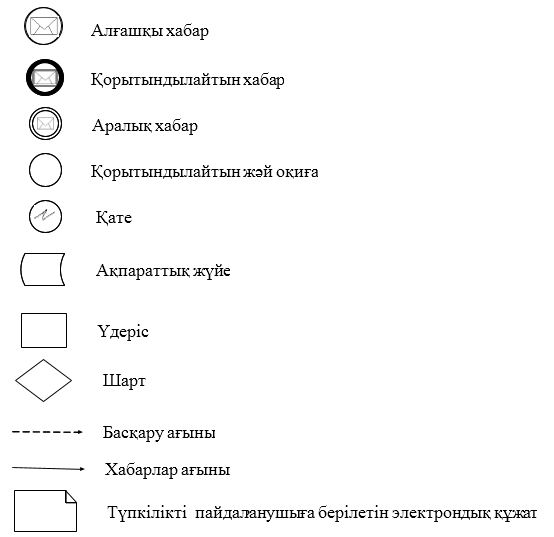 Алғашқы хабар
Қорытындылайтын хабар
Аралық хабар
Қорытындылайтын жәй оқиға
Қате
Ақпараттық жүйе
Үдеріс
Шарт
Басқару ағыны
Хабарлар ағыны
Түпкілікті пайдаланушыға берілетін электрондық құжат